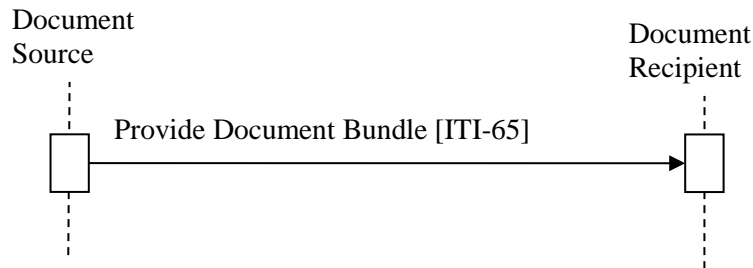 Document
Source
Document
Recipient
Provide Document Bundle [ITI-65]